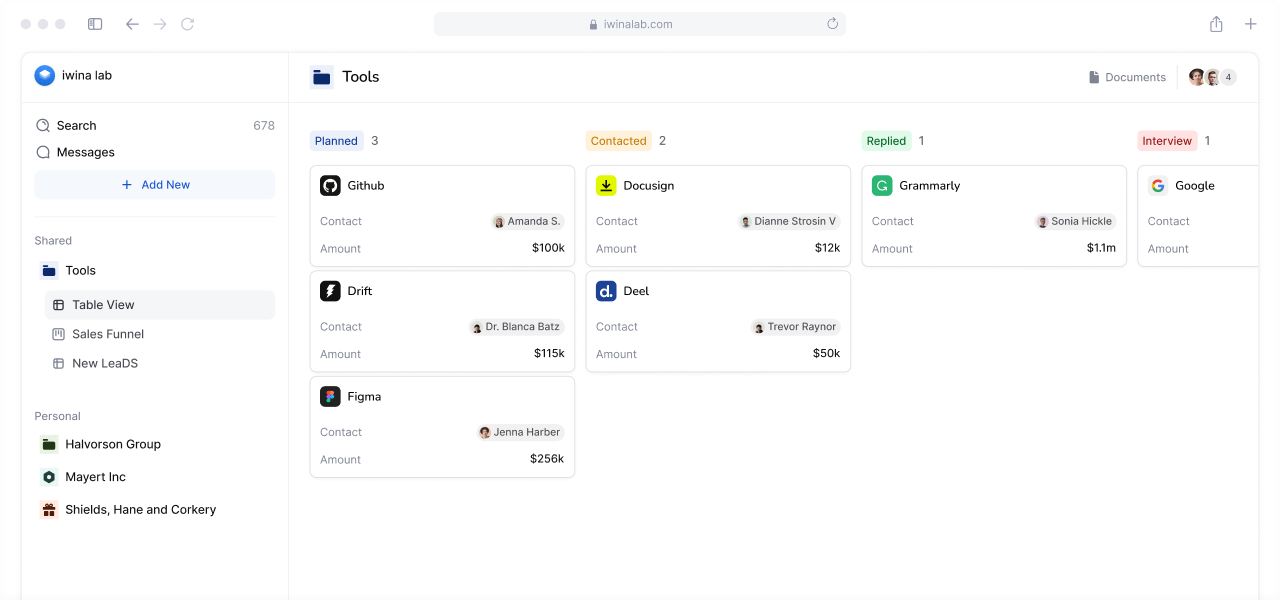 iwinalab.com
iwina lab
Tools
Documents
4
Search 678
Messages
+ Add New
Shared
Tools
Table View
Sales Funnel
New LeaDS
Personal
Halvorson Group
Mayert Inc
Shields, Hane and Corkery
Planned 3
Github
Contact Amanda S.
Amount $100k
Drift
Contact Dr. Blanca Batz
Amount $115k
Figma
Contact Jenna Harber
Amount $256k
Contacted 2
Docusign
Contact Dianne Strosin V
Amount $12k
d. Deel
Contact Trevor Raynor
Amount $50k
Replied 1
Grammarly
Contact Sonia Hickle
Amount $1.1m
Interview 1
Google
Contact
Amount